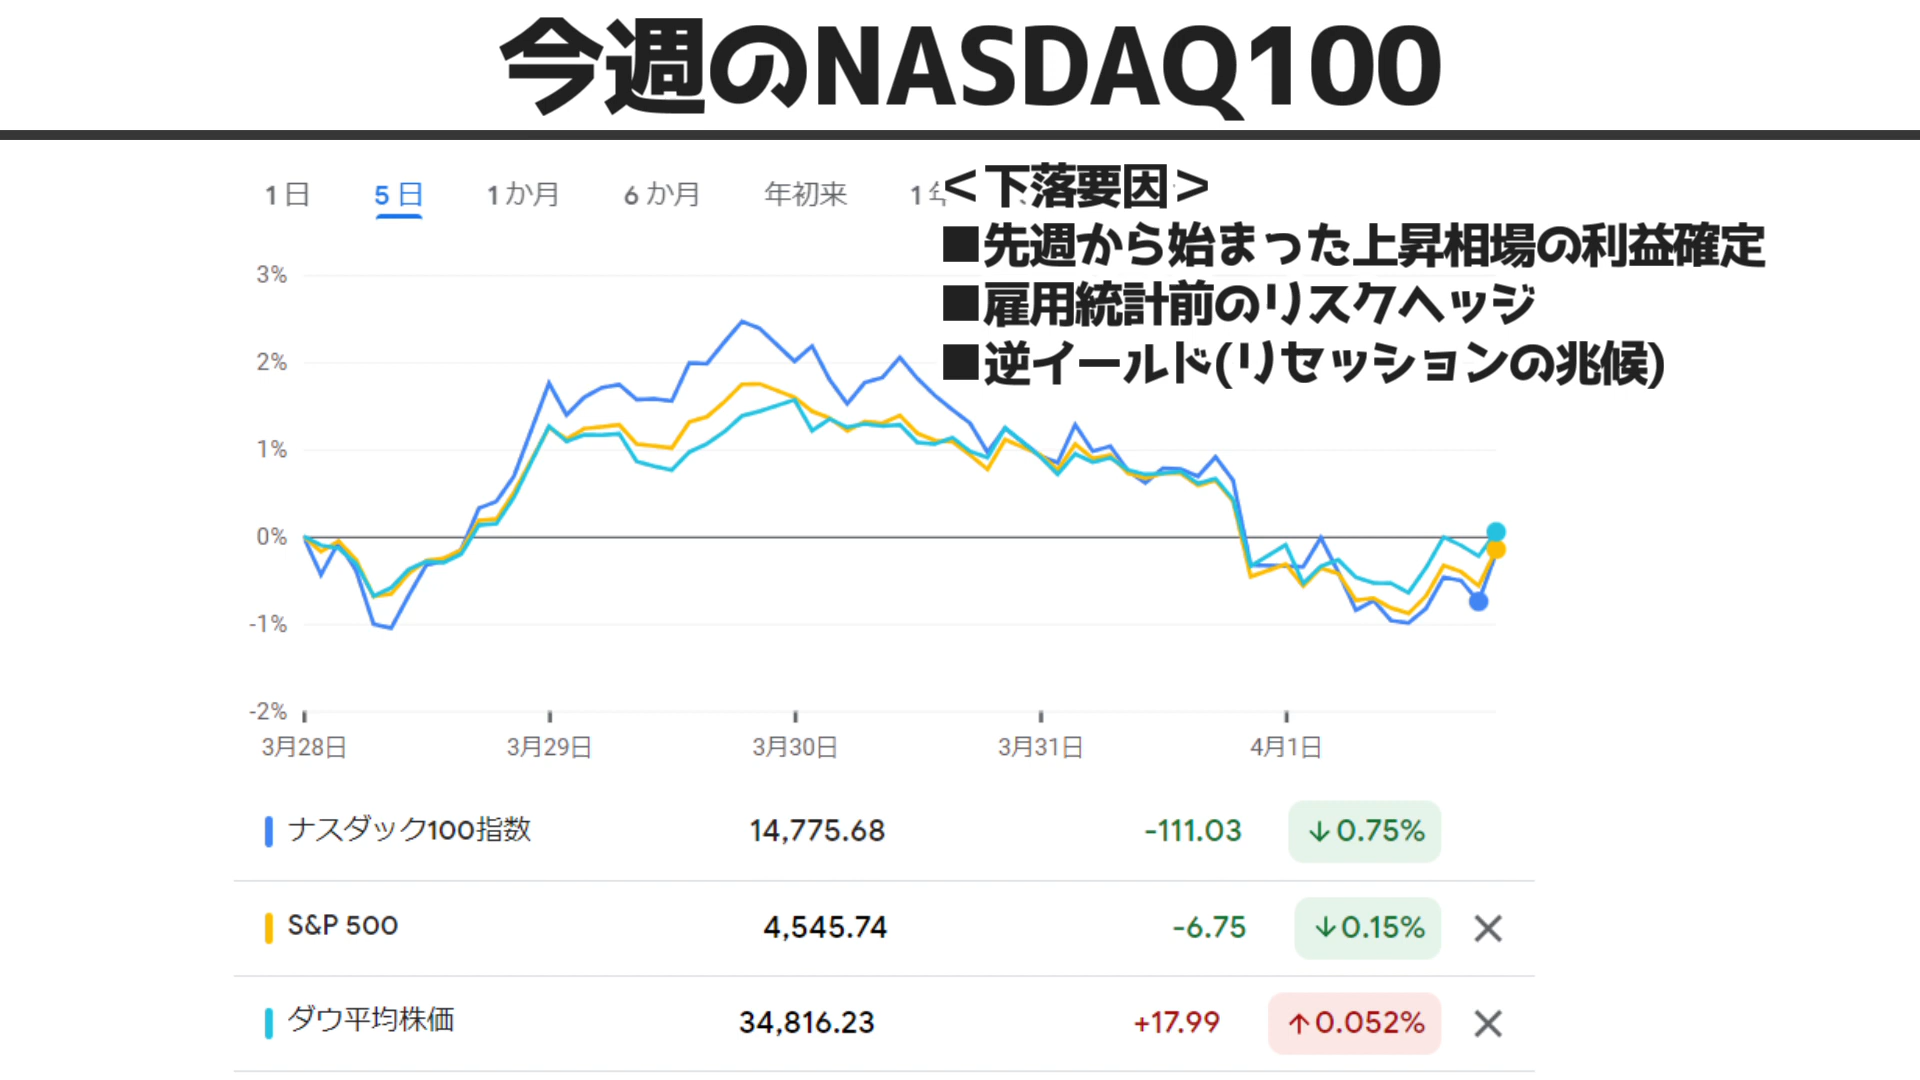 今週のNASDAQ100
1日 5日 1か月 6か月 年初来 1年
＜下落要因＞
■先週から始まった上昇相場の利益確定
■雇用統計前のリスクヘッジ
■逆イールド(リセッションの兆候)
3%
2%
1%
0%
-1%
-2%
3月28日 3月29日 3月30日 3月31日 4月1日
ナスダック100指数 14,775.68 -111.03 ↓0.75%
S&P 500 4,545.74 -6.75 ↓0.15%
ダウ平均株価 34,816.23 +17.99 ↑0.052%